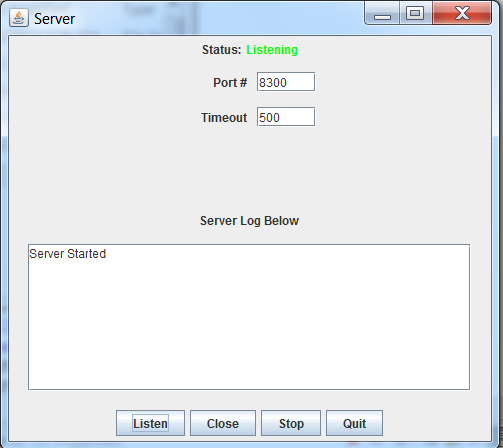 Server
Status: Listening
Port # 8300
Timeout 500
Server Log Below
Server Started
Listen Close Stop Quit